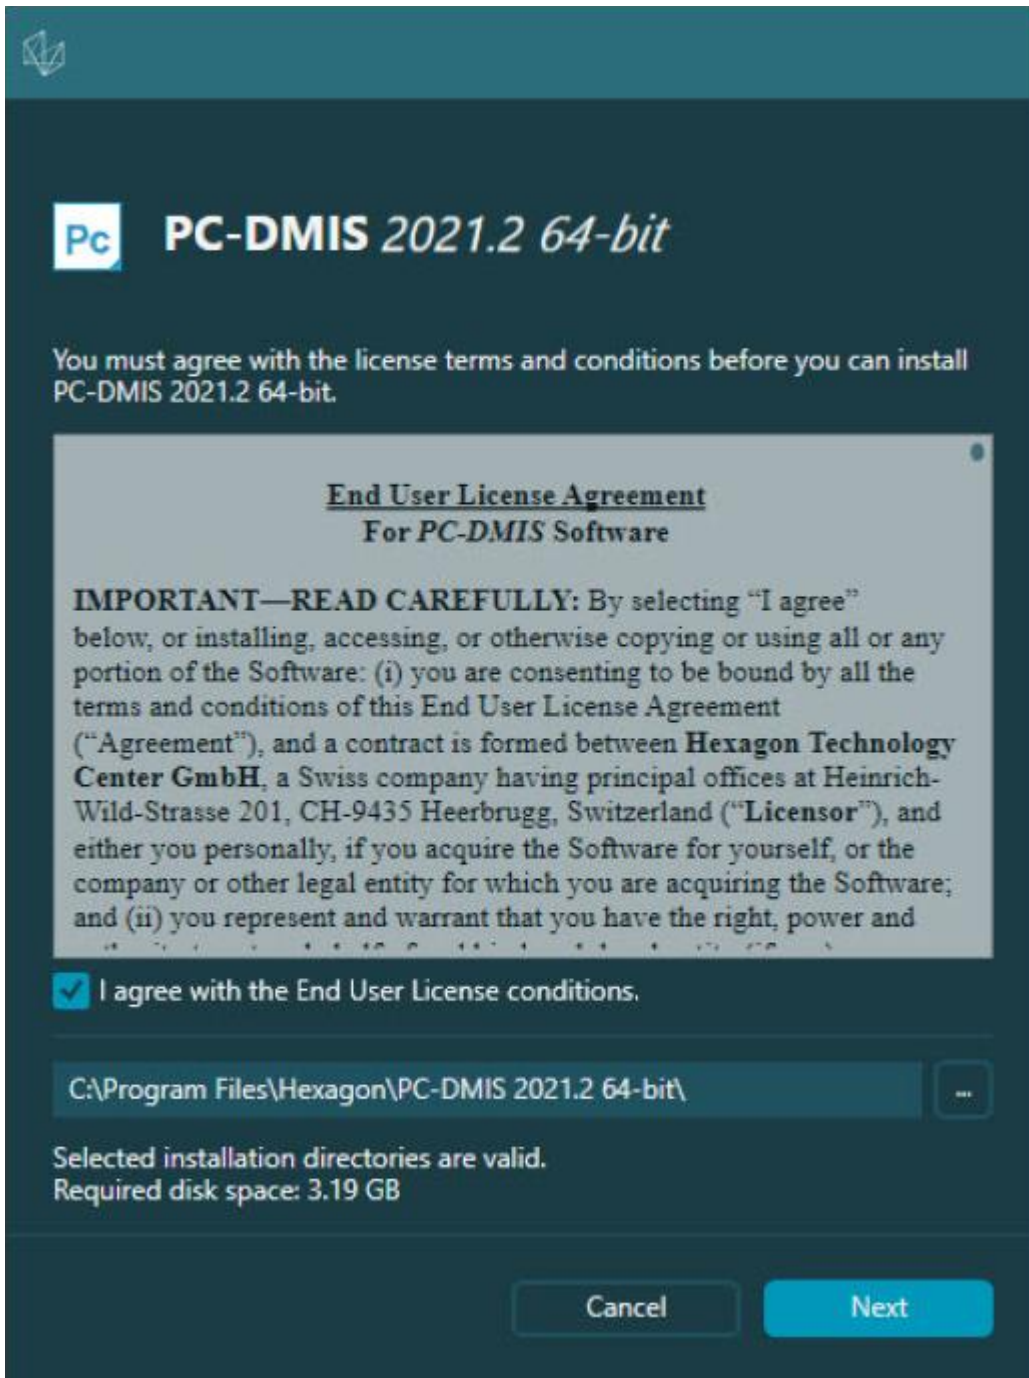 Pc
PC-DMIS 2021.2 64-bit
You must agree with the license terms and conditions before you can install
PC-DMIS 2021.2 64-bit.
End User License Agreement
For PC-DMIS Software
IMPORTANT—READ CAREFULLY: By selecting “I agree”
below, or installing, accessing, or otherwise copying or using all or any
portion of the Software: (i) you are consenting to be bound by all the
terms and conditions of this End User License Agreement
(“Agreement”), and a contract is formed between Hexagon Technology
Center GmbH, a Swiss company having principal offices at Heinrich-
Wild-Strasse 201, CH-9435 Heerbrugg, Switzerland (“Licensor”), and
either you personally, if you acquire the Software for yourself, or the
company or other legal entity for which you are acquiring the Software;
and (ii) you represent and warrant that you have the right, power and
I agree with the End User License conditions.
C:\Program Files\Hexagon\PC-DMIS 2021.2 64-bit\
...
Selected installation directories are valid.
Required disk space: 3.19 GB
Cancel
Next